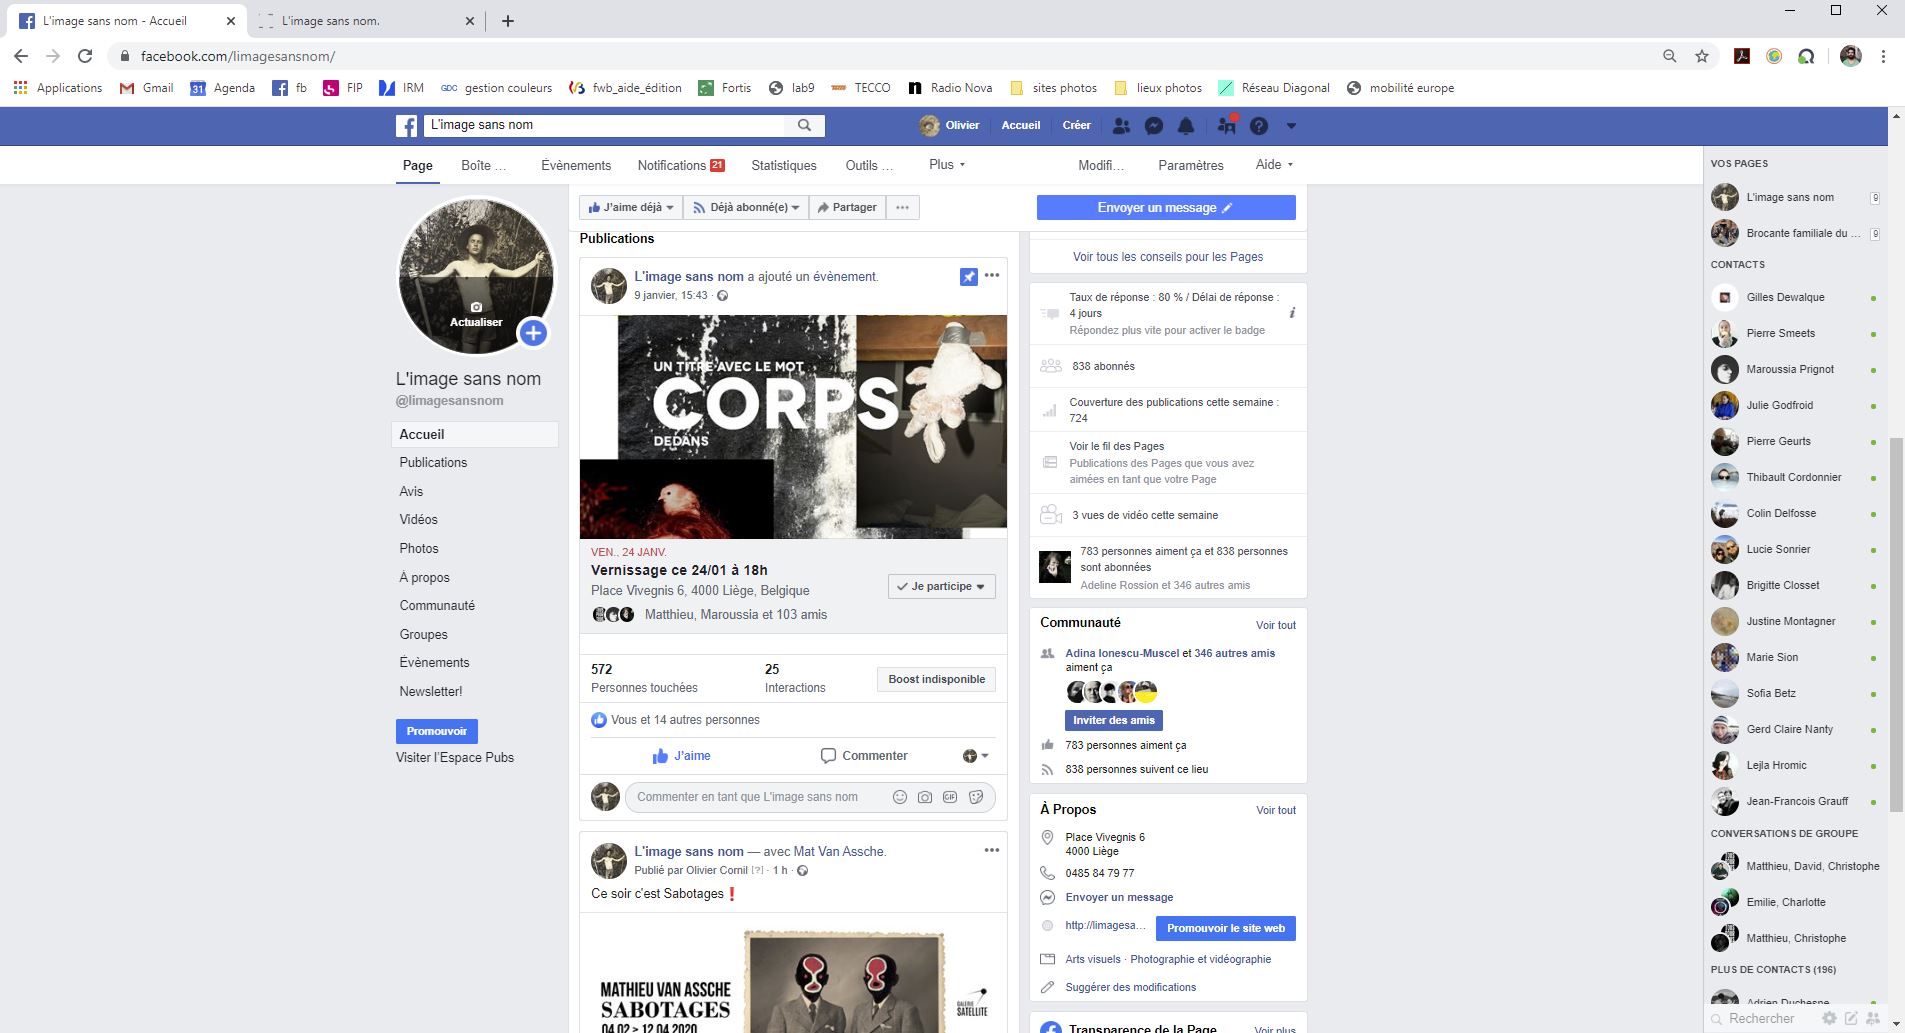 L'image sans nom - Accueil
L'image sans nom.
facebook.com/limagesansnom/
Applications
Gmail
31
Agenda
fb
FIP
IRM
GDC
gestion couleurs
fwb_aide_édition
Fortis
lab9
TECCO
Radio Nova
sites photos
lieux photos
Réseau Diagonal
mobilité europe
L'image sans nom
Olivier
Accueil
Créer
Page
Boîte ...
Évènements
Notifications 21
Statistiques
Outils ...
Plus
Modifi...
Paramètres
Aide
Actualiser
L'image sans nom
@limagesansnom
Accueil
Publications
Avis
Vidéos
Photos
À propos
Communauté
Groupes
Évènements
Newsletter!
Promouvoir
Visiter l'Espace Pubs
J'aime déjà
Déjà abonné(e)
Partager
Envoyer un message
Publications
L'image sans nom a ajouté un évènement.
9 janvier, 15:43 ·
UN TITRE AVEC LE MOT
CORPS
DEDANS
VEN., 24 JANV.
Vernissage ce 24/01 à 18h
Place Vivegnis 6, 4000 Liège, Belgique
Matthieu, Maroussia et 103 amis
Je participe
572
Personnes touchées
25
Interactions
Boost indisponible
Vous et 14 autres personnes
J'aime
Commenter
Commenter en tant que L'image sans nom
GIF
L'image sans nom — avec Mat Van Assche.
Publié par Olivier Cornil [?] · 1 h ·
Ce soir c'est Sabotages❗
MATHIEU VAN ASSCHE
SABOTAGES
04.02 > 12.04 2020
GALERIE
SATELLITE
Voir tous les conseils pour les Pages
Taux de réponse : 80 % / Délai de réponse :
4 jours
Répondez plus vite pour activer le badge
838 abonnés
Couverture des publications cette semaine :
724
Voir le fil des Pages
Publications des Pages que vous avez
aimées en tant que votre Page
3 vues de vidéo cette semaine
783 personnes aiment ça et 838 personnes
sont abonnées
Adeline Rossion et 346 autres amis
Communauté
Voir tout
Adina Ionescu-Muscel et 346 autres amis
aiment ça
Inviter des amis
783 personnes aiment ça
838 personnes suivent ce lieu
À Propos
Voir tout
Place Vivegnis 6
4000 Liège
0485 84 79 77
Envoyer un message
http://limagesa...
Promouvoir le site web
Arts visuels · Photographie et vidéographie
Suggérer des modifications
Transparence de la Page
Voir plus
VOS PAGES
L'image sans nom
9
Brocante familiale du ...
9
CONTACTS
Gilles Dewalque
Pierre Smeets
Maroussia Prignot
Julie Godfroid
Pierre Geurts
Thibault Cordonnier
Colin Delfosse
Lucie Sonrier
Brigitte Closset
Justine Montagner
Marie Sion
Sofia Betz
Gerd Claire Nanty
Lejla Hromic
Jean-Francois Grauff
CONVERSATIONS DE GROUPE
Matthieu, David, Christophe
Emilie, Charlotte
Matthieu, Christophe
PLUS DE CONTACTS (196)
Adrien Duchesne
Rechercher